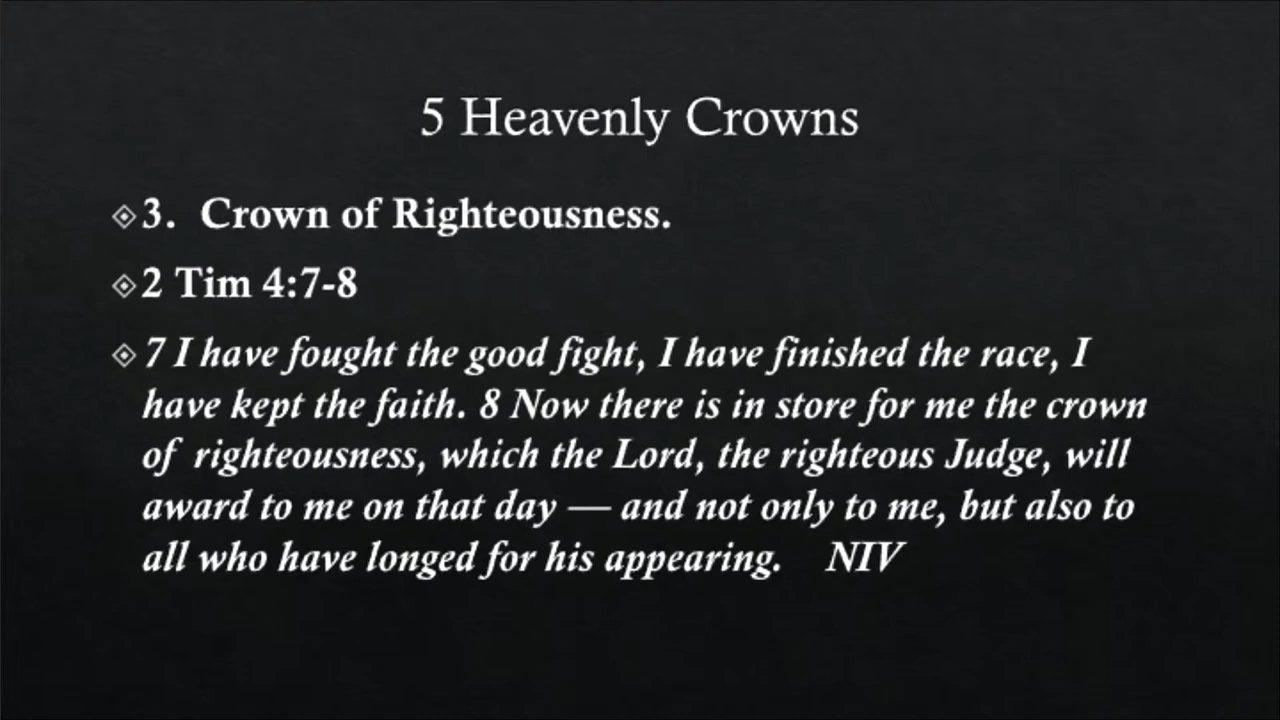 5 Heavenly Crowns
3. Crown of Righteousness.
2 Tim 4:7-8
7 I have fought the good fight, I have finished the race, I
have kept the faith. 8 Now there is in store for me the crown
of righteousness, which the Lord, the righteous Judge, will
award to me on that day — and not only to me, but also to
all who have longed for his appearing. NIV